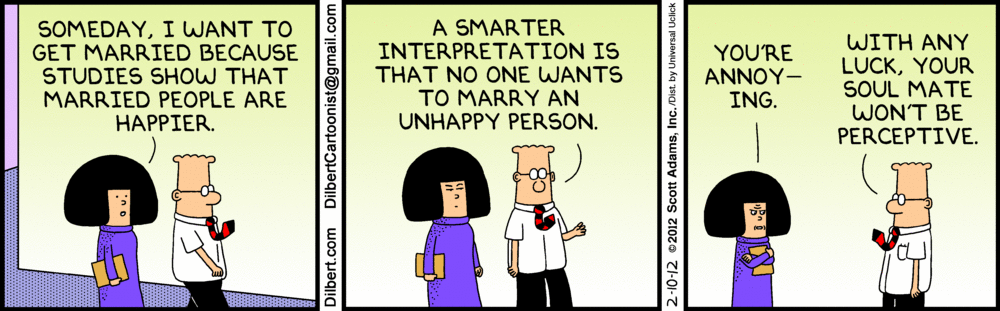 SOMEDAY, I WANT TO
GET MARRIED BECAUSE
STUDIES SHOW THAT
MARRIED PEOPLE ARE
HAPPIER.
Dilbert.com DilbertCartoonist@gmail.com
A SMARTER
INTERPRETATION IS
THAT NO ONE WANTS
TO MARRY AN
UNHAPPY PERSON.
2-10-12 ©2012 Scott Adams, Inc. /Dist. by Universal Uclick
YOU'RE
ANNOY—
ING.
WITH ANY
LUCK, YOUR
SOUL MATE
WON'T BE
PERCEPTIVE.